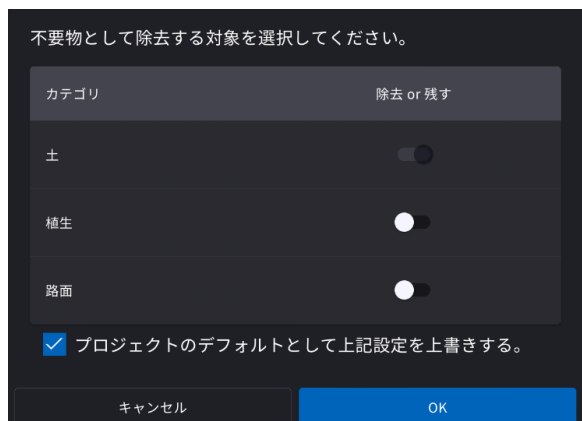 不要物として除去する対象を選択してください。
カテゴリ 除去 or 残す
土
植生
路面
プロジェクトのデフォルトとして上記設定を上書きする。
キャンセル OK